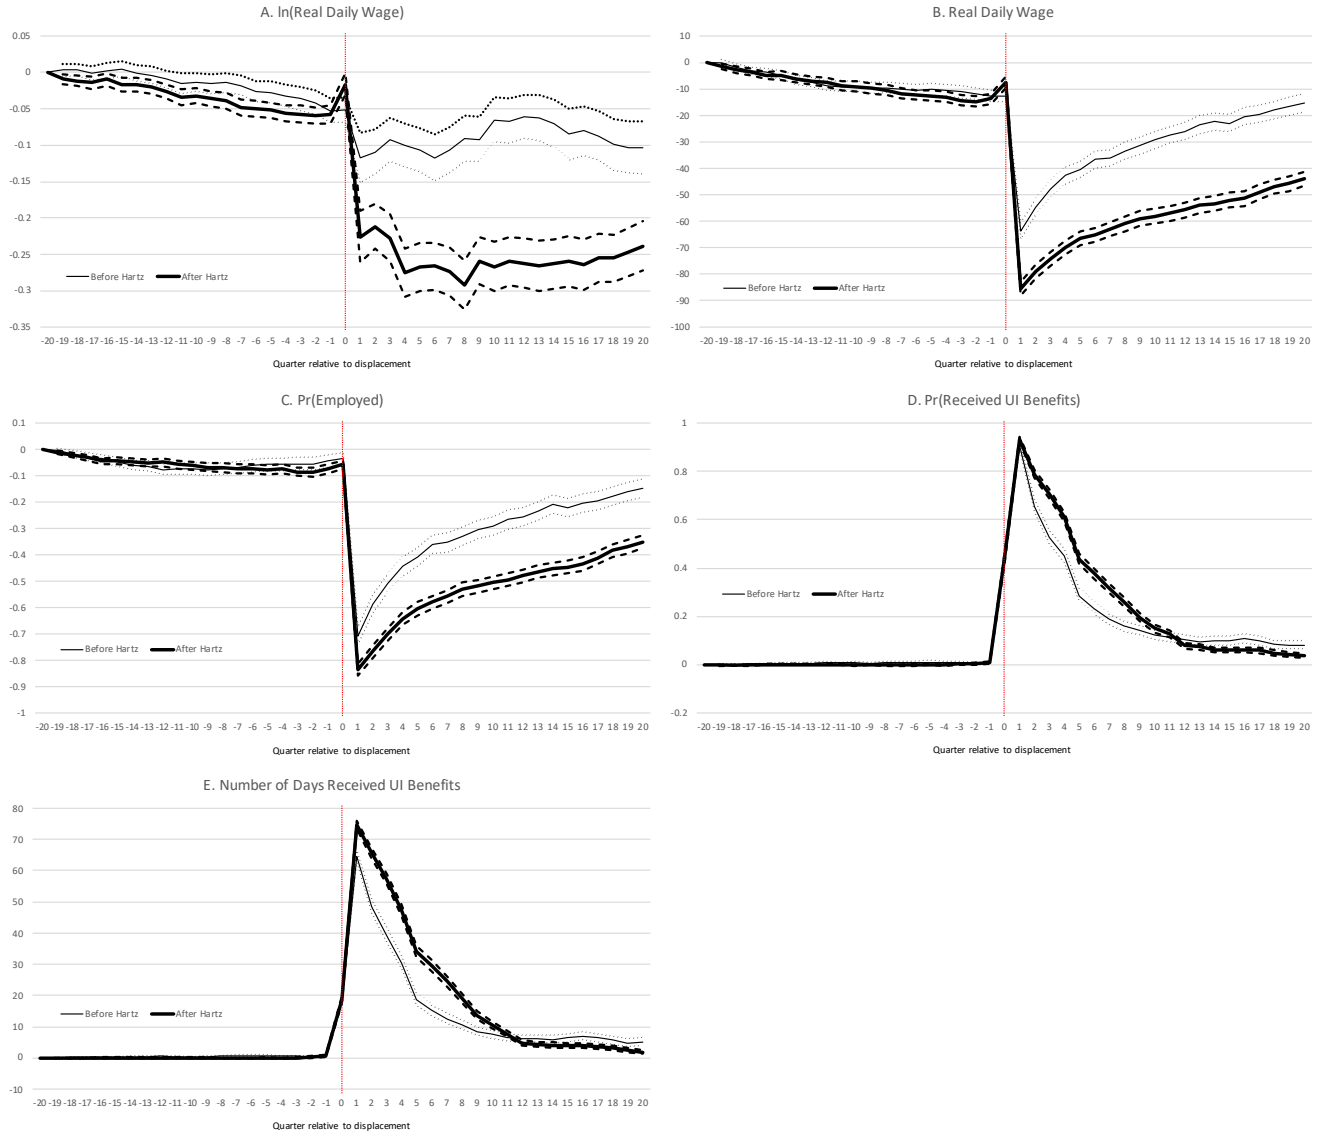 A. ln(Real Daily Wage)
0.05
0
-0.05
-0.1
-0.15
-0.2
-0.25
-0.3
-0.35
Before Hartz After Hartz
-20 -19 -18 -17 -16 -15 -14 -13 -12 -11 -10 -9 -8 -7 -6 -5 -4 -3 -2 -1 0 1 2 3 4 5 6 7 8 9 10 11 12 13 14 15 16 17 18 19 20
Quarter relative to displacement
B. Real Daily Wage
10
0
-10
-20
-30
-40
-50
-60
-70
-80
-90
-100
Before Hartz After Hartz
-20 -19 -18 -17 -16 -15 -14 -13 -12 -11 -10 -9 -8 -7 -6 -5 -4 -3 -2 -1 0 1 2 3 4 5 6 7 8 9 10 11 12 13 14 15 16 17 18 19 20
Quarter relative to displacement
C. Pr(Employed)
0.1
0
-0.1
-0.2
-0.3
-0.4
-0.5
-0.6
-0.7
-0.8
-0.9
-1
Before Hartz After Hartz
-20 -19 -18 -17 -16 -15 -14 -13 -12 -11 -10 -9 -8 -7 -6 -5 -4 -3 -2 -1 0 1 2 3 4 5 6 7 8 9 10 11 12 13 14 15 16 17 18 19 20
Quarter relative to displacement
D. Pr(Received UI Benefits)
1
0.8
0.6
0.4
0.2
0
-0.2
Before Hartz After Hartz
-20 -19 -18 -17 -16 -15 -14 -13 -12 -11 -10 -9 -8 -7 -6 -5 -4 -3 -2 -1 0 1 2 3 4 5 6 7 8 9 10 11 12 13 14 15 16 17 18 19 20
Quarter relative to displacement
E. Number of Days Received UI Benefits
80
70
60
50
40
30
20
10
0
-10
Before Hartz After Hartz
-20 -19 -18 -17 -16 -15 -14 -13 -12 -11 -10 -9 -8 -7 -6 -5 -4 -3 -2 -1 0 1 2 3 4 5 6 7 8 9 10 11 12 13 14 15 16 17 18 19 20
Quarter relative to displacement